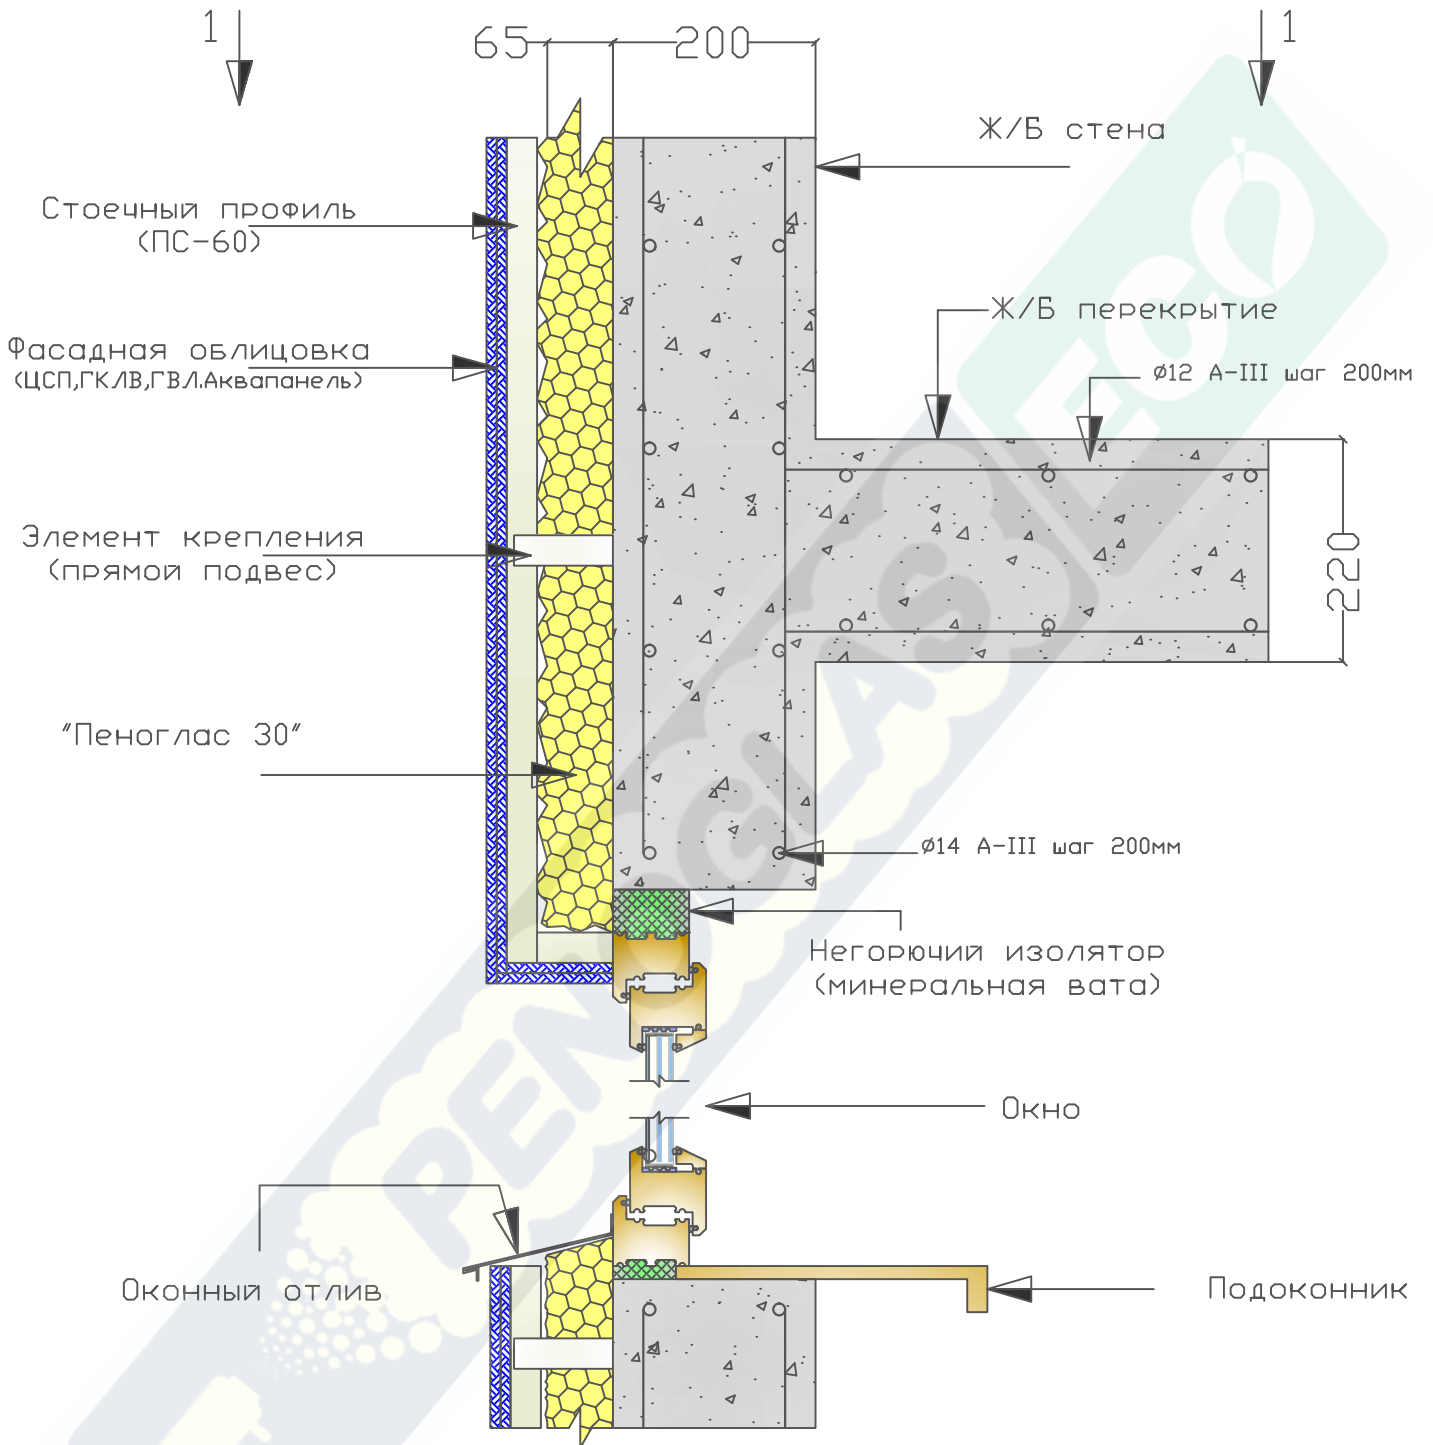 1
65
200
1
Ж/Б стена
Стоечный профиль
(ПС-60)
Ж/Б перекрытие
Фасадная облицовка
(ЦСП,ГКЛВ,ГВЛ.Аквапанель)
Ø12 А-III шаг 200мм
Элемент крепления
(прямой подвес)
220
"Пеноглас 30"
Ø14 А-III шаг 200мм
Негорючий изолятор
(минеральная вата)
Окно
Оконный отлив
Подоконник
PENOGLAS
ECO